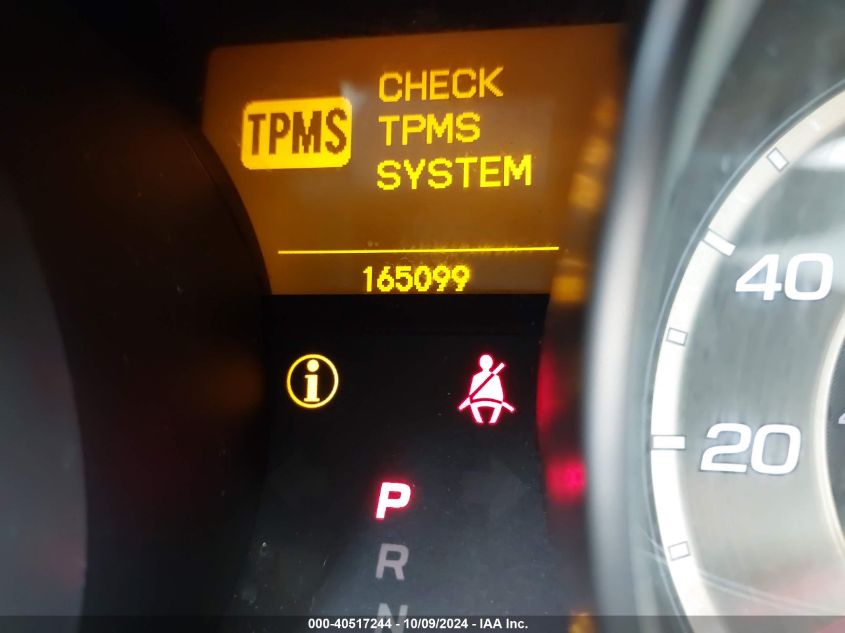 TPMS
CHECK
TPMS
SYSTEM
165099
40
20
i
P
R
N
000-40517244 - 10/09/2024 - IAA Inc.